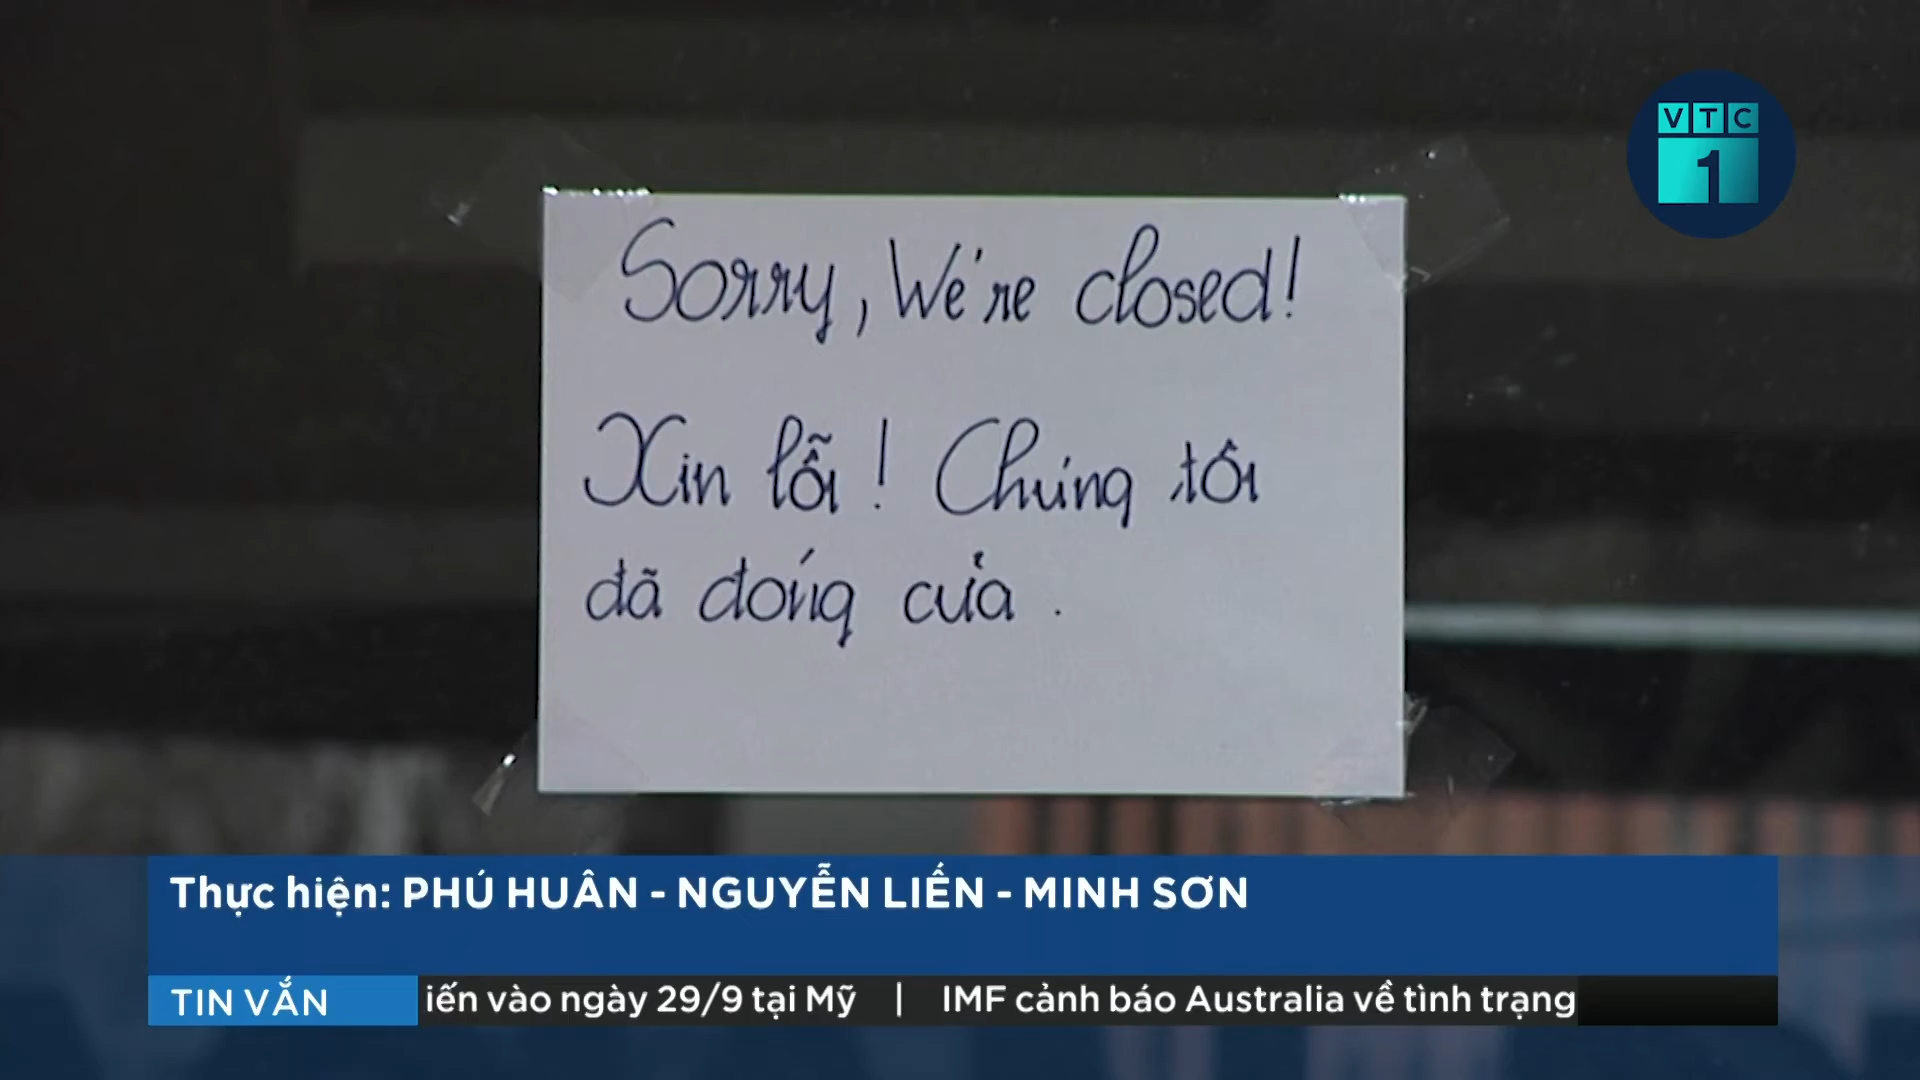 VTC
1
Sorry, We're closed!
Xin lỗi! Chúng tôi
đã đóng cửa.
Thực hiện: PHÚ HUÂN - NGUYỄN LIẾN - MINH SƠN
TIN VẮN
iến vào ngày 29/9 tại Mỹ | IMF cảnh báo Australia về tình trạng